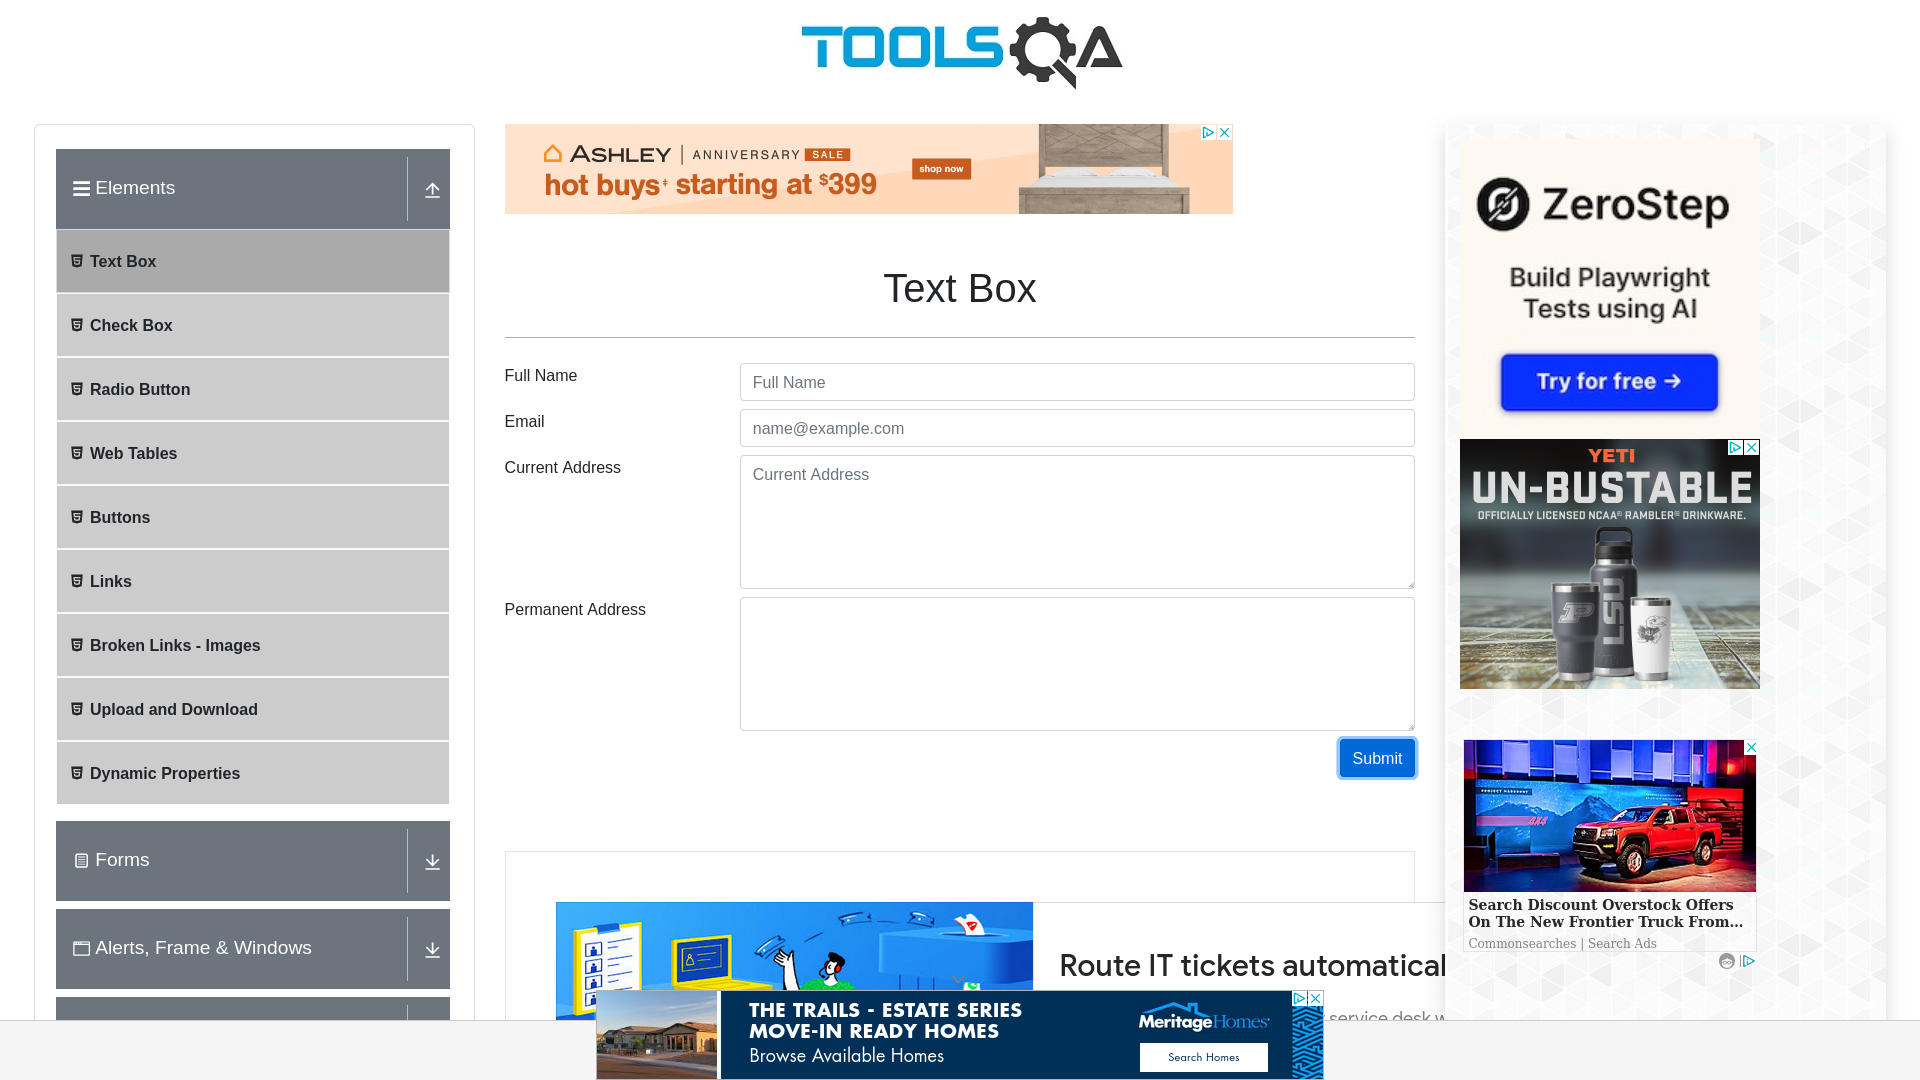 TOOLSQA
Elements
Text Box
Check Box
Radio Button
Web Tables
Buttons
Links
Broken Links - Images
Upload and Download
Dynamic Properties
Forms
Alerts, Frame & Windows
ASHLEY | ANNIVERSARY SALE
hot buys‡ starting at $399
shop now
Text Box
Full Name
Full Name
Email
name@example.com
Current Address
Current Address
Permanent Address
Submit
Route IT tickets automatical
service desk w
THE TRAILS - ESTATE SERIES
MOVE-IN READY HOMES
Browse Available Homes
MeritageHomes
Search Homes
ZeroStep
Build Playwright
Tests using AI
Try for free →
YETI
UN-BUSTABLE
OFFICIALLY LICENSED NCAA® RAMBLER® DRINKWARE.
LSU
P
PROJECT HARDBODY
Search Discount Overstock Offers
On The New Frontier Truck From...
Commonsearches | Search Ads